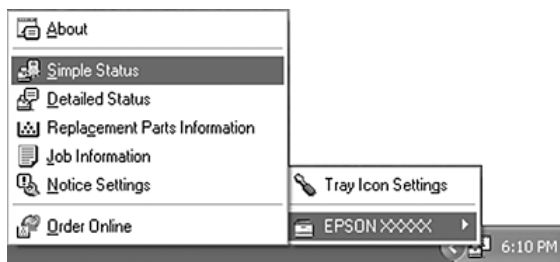 About
Simple Status
Detailed Status
Replacement Parts Information
Job Information
Notice Settings
Order Online
Tray Icon Settings
EPSON XXXXX
6:10 PM